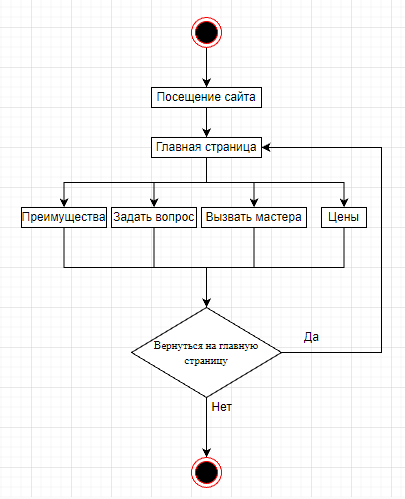 Посещение сайта
Главная страница
Преимущества
Задать вопрос
Вызвать мастера
Цены
Вернуться на главную
страницу
Да
Нет